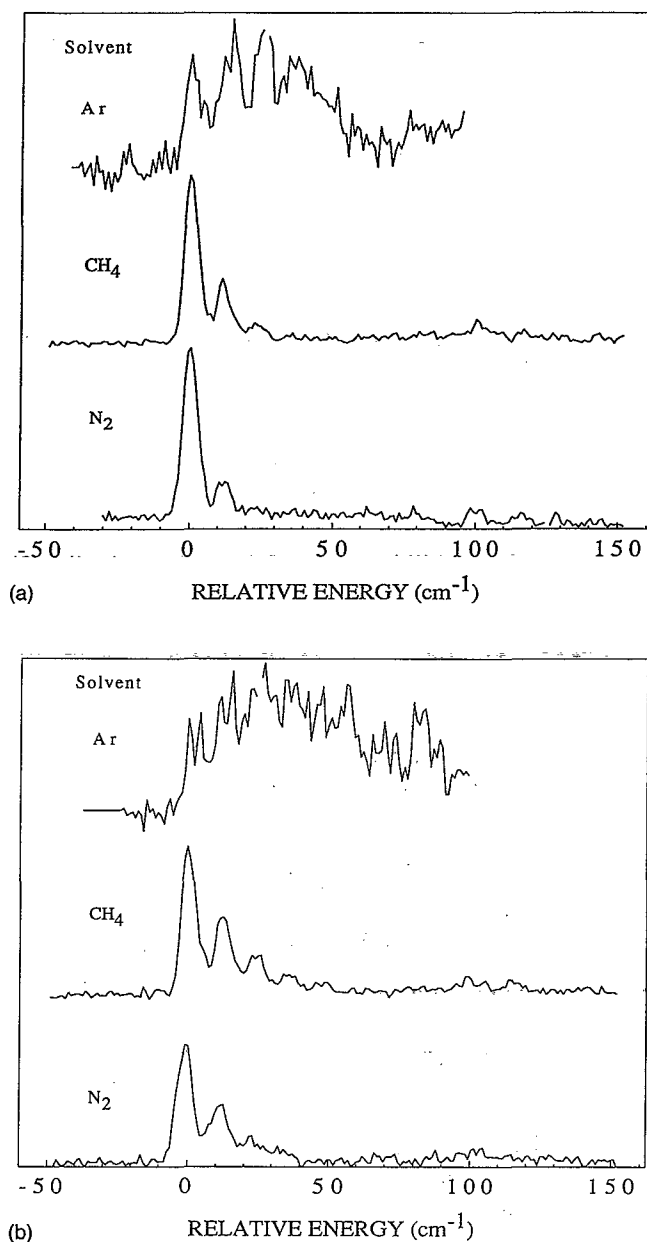 Solvent
Ar
CH4
N2
-50 0 50 100 150
(a) RELATIVE ENERGY (cm-1)
Solvent
Ar
CH4
N2
-50 0 50 100 150
(b) RELATIVE ENERGY (cm-1)